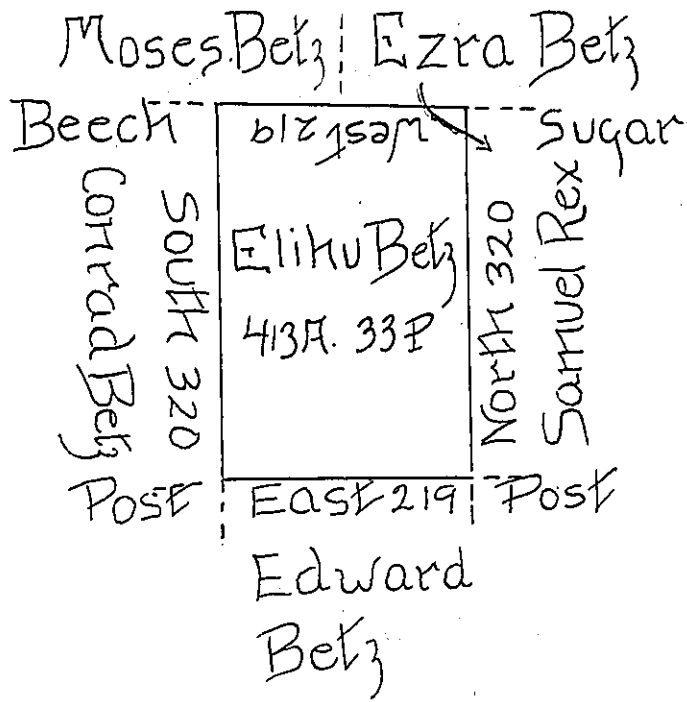 Moses Betz
Ezra Betz
Beech
West 219
Sugar
Conrad Betz
South 320
Elihu Betz
413A. 33P
North 320
Samuel Rex
Post
East 219
Post
Edward
Betz